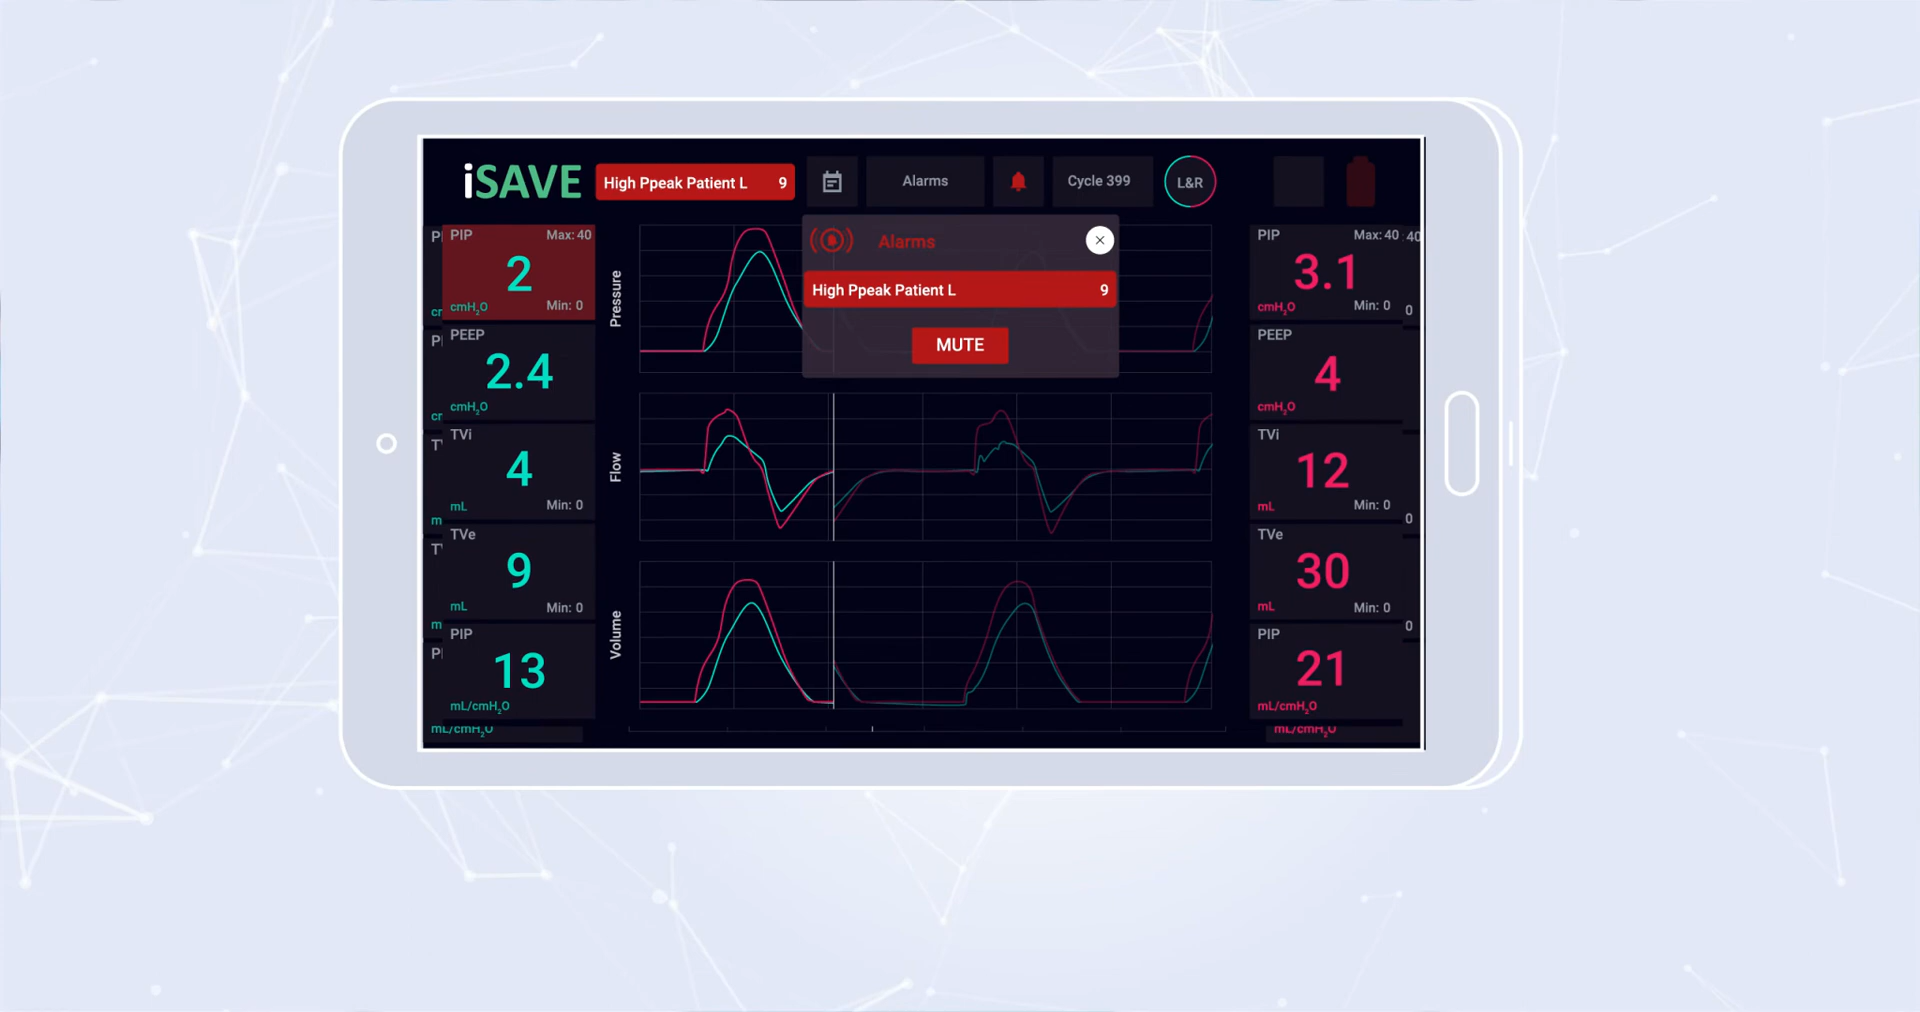 iSAVE
High Ppeak Patient L 9
Alarms
Cycle 399
L&R
Alarms
High Ppeak Patient L 9
MUTE
PIP Max: 40
2
cmH2O Min: 0
PEEP
2.4
cmH2O
TVi
4
mL Min: 0
TVe
9
mL Min: 0
PIP
13
mL/cmH2O
mL/cmH2O
Pressure
Flow
Volume
PIP Max: 40 40
3.1
cmH2O Min: 0 0
PEEP
4
cmH2O
TVi
12
mL Min: 0 0
TVe
30
mL Min: 0 0
PIP
21
mL/cmH2O
mL/cmH2O